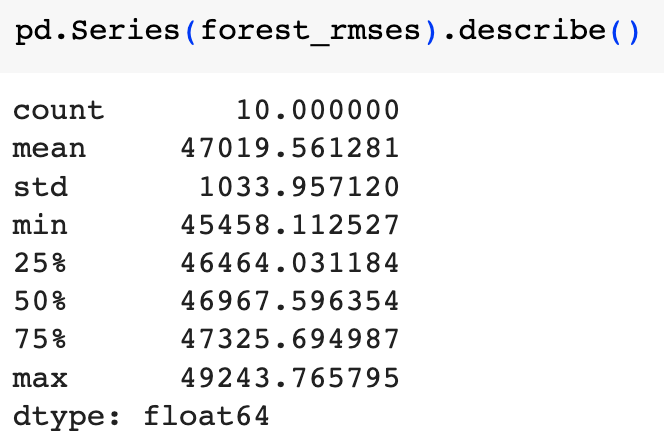 pd.Series(forest_rmses).describe()
count 10.000000
mean 47019.561281
std 1033.957120
min 45458.112527
25% 46464.031184
50% 46967.596354
75% 47325.694987
max 49243.765795
dtype: float64